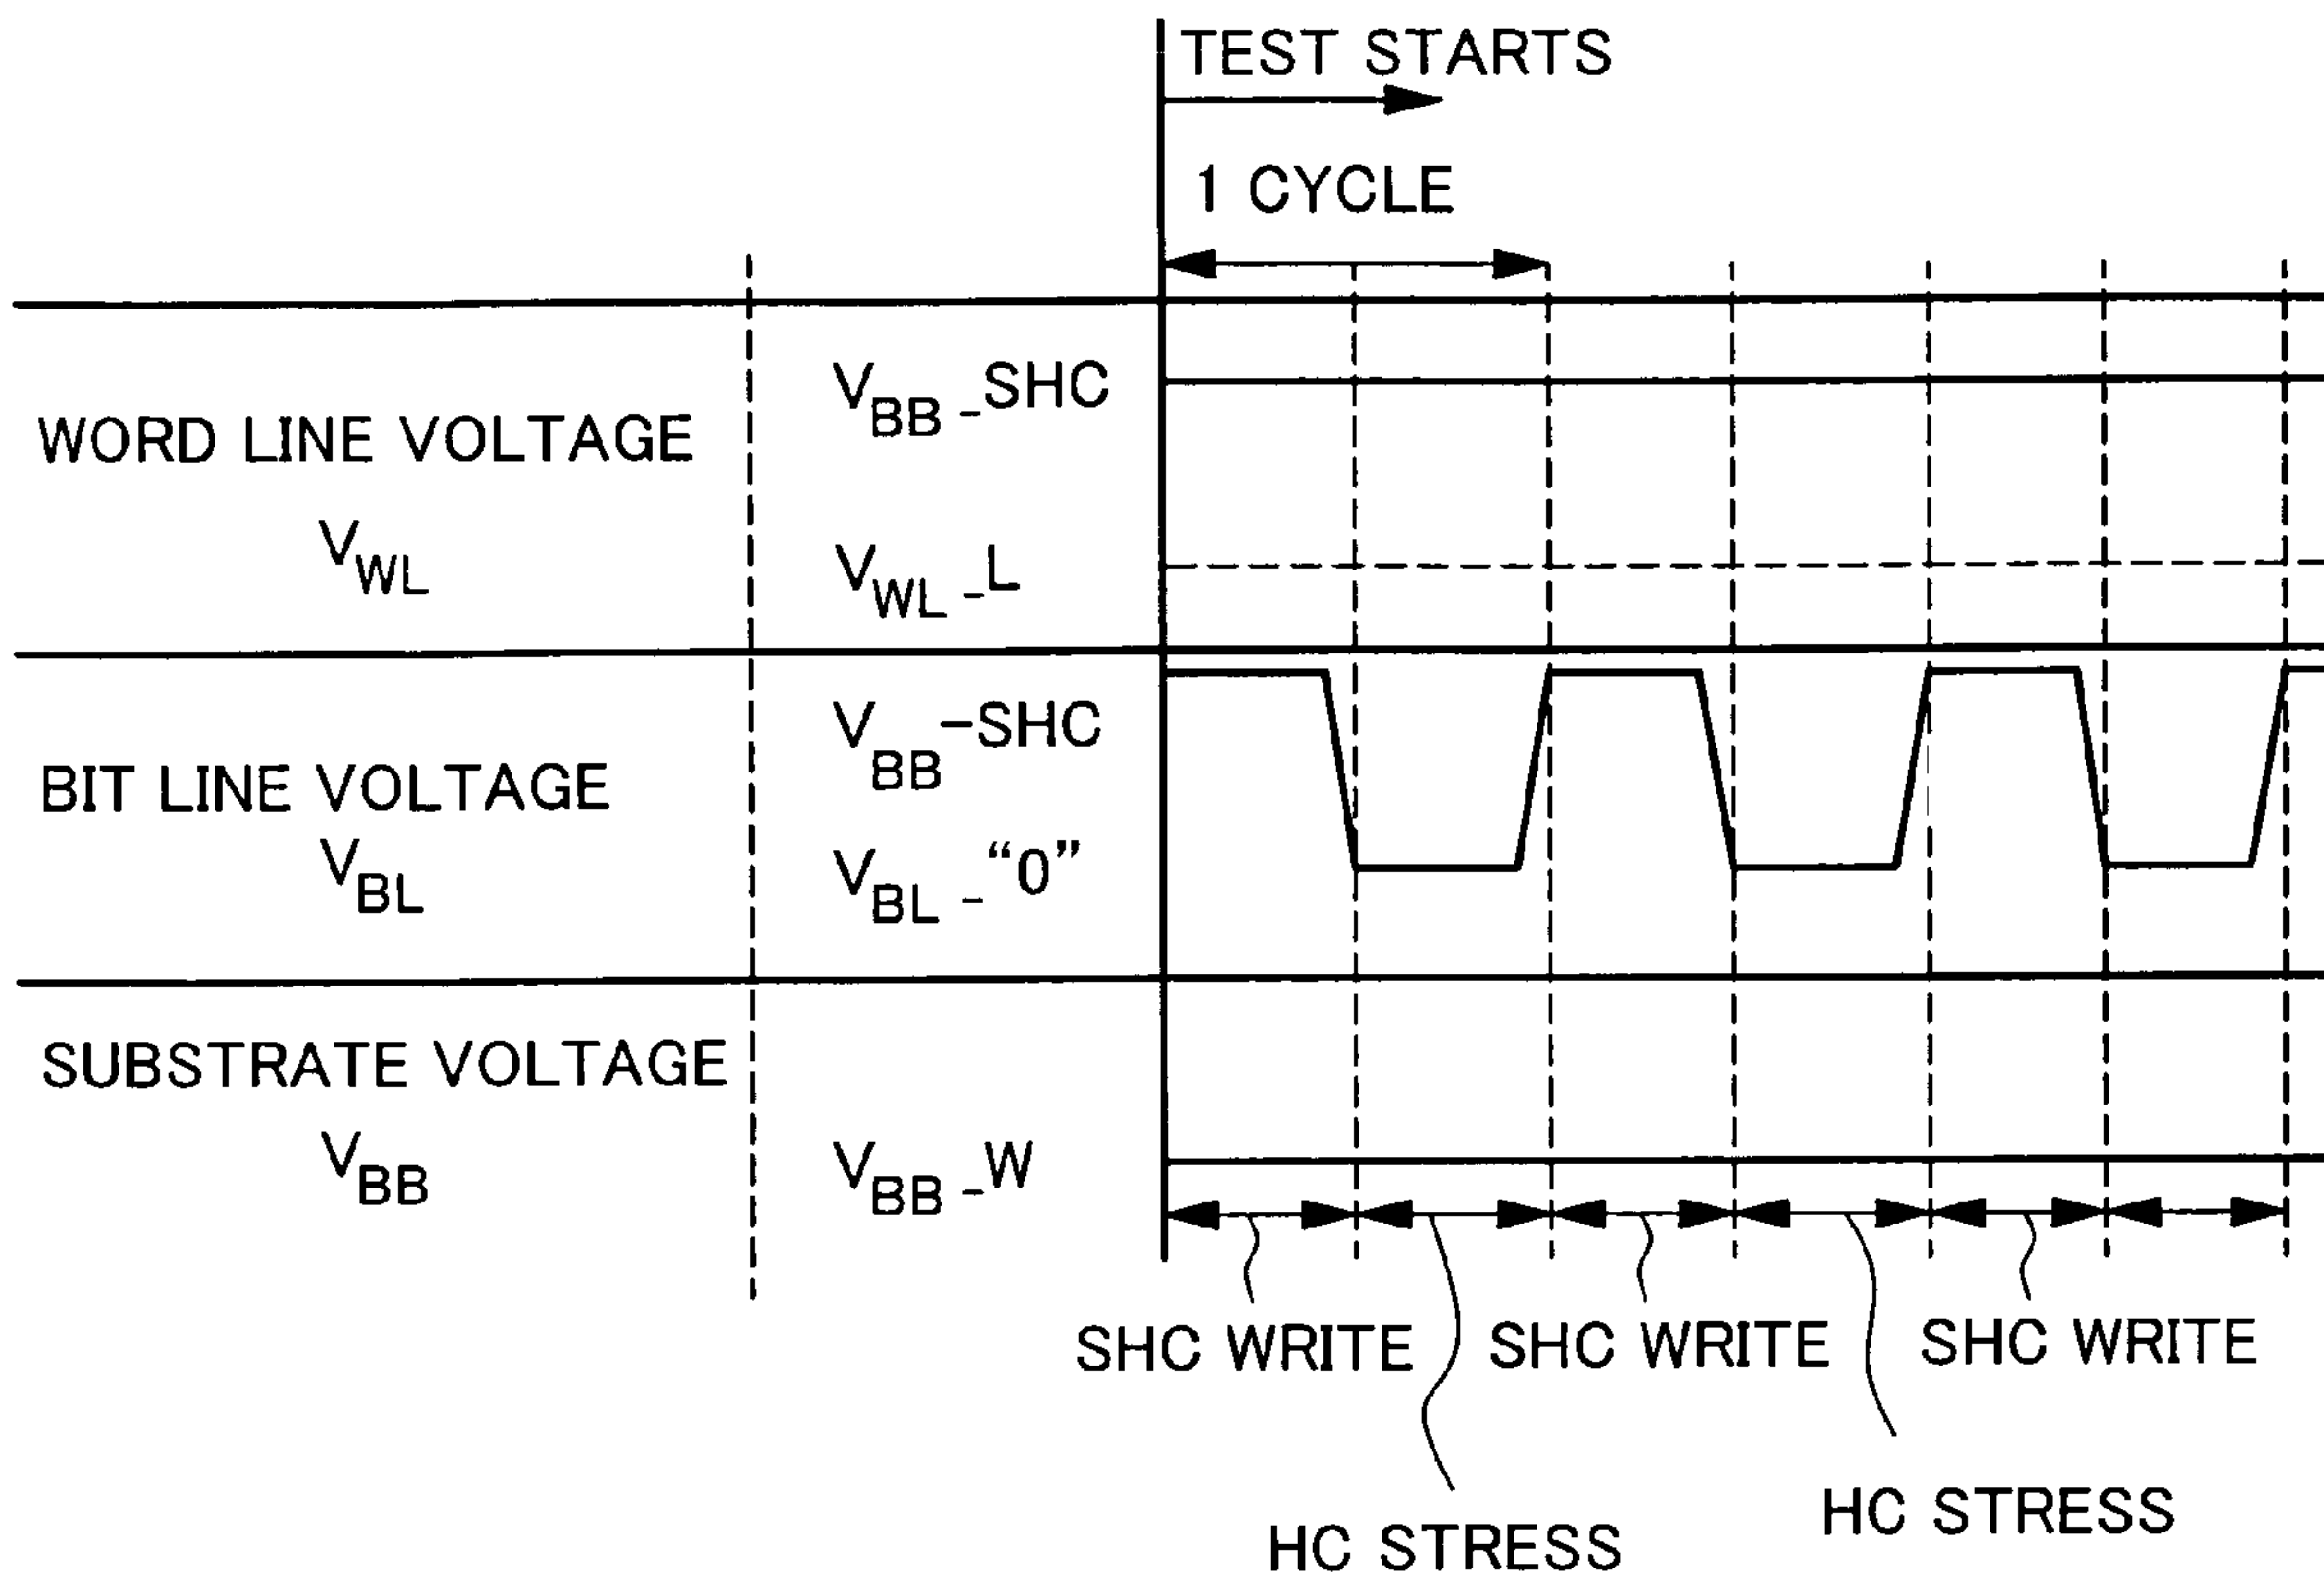 TEST STARTS
1 CYCLE
WORD LINE VOLTAGE
VWL
VBB_SHC
VWL_L
BIT LINE VOLTAGE
VBL
VBB-SHC
VBL_“0”
SUBSTRATE VOLTAGE
VBB
VBB_W
SHC WRITE
SHC WRITE
SHC WRITE
HC STRESS
HC STRESS